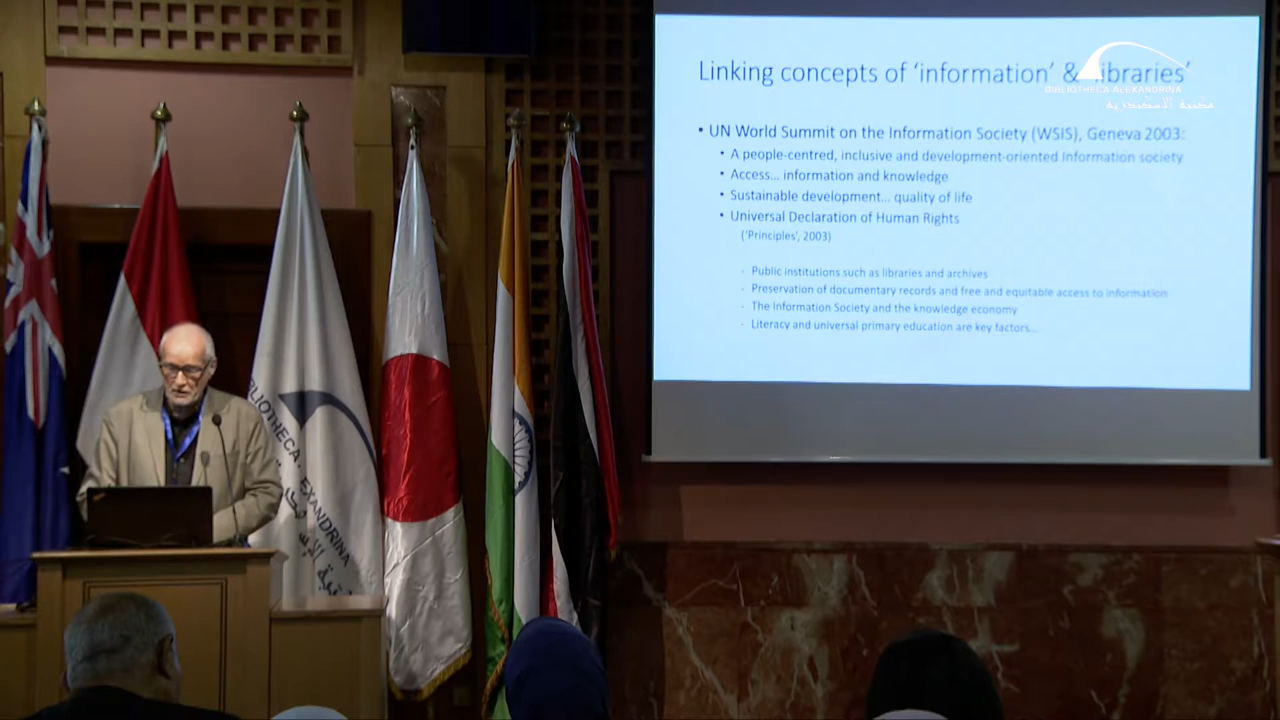 Linking concepts of ‘information’ & ‘libraries’
BIBLIOTHECA ALEXANDRINA
مكتبة الإسكندرية
• UN World Summit on the Information Society (WSIS), Geneva 2003:
• A people-centred, inclusive and development-oriented Information society
• Access... information and knowledge
• Sustainable development... quality of life
• Universal Declaration of Human Rights
(‘Principles’, 2003)
- Public institutions such as libraries and archives
- Preservation of documentary records and free and equitable access to information
- The Information Society and the knowledge economy
- Literacy and universal primary education are key factors...